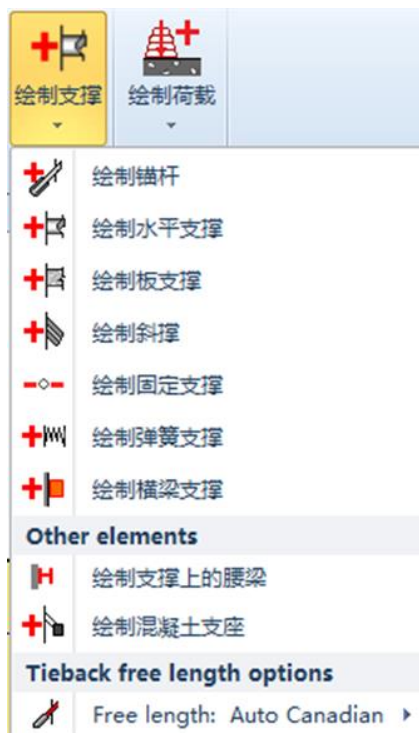 绘制支撑
绘制荷载
绘制锚杆
绘制水平支撑
绘制板支撑
绘制斜撑
绘制固定支撑
绘制弹簧支撑
绘制横梁支撑
Other elements
绘制支撑上的腰梁
绘制混凝土支座
Tieback free length options
Free length: Auto Canadian